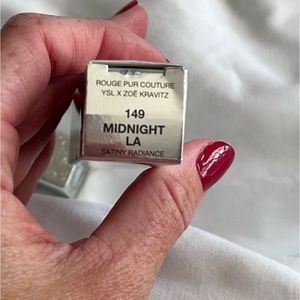 ROUGE PUR COUTURE
YSL X ZOË KRAVITZ
149
MIDNIGHT
LA
SATINY RADIANCE